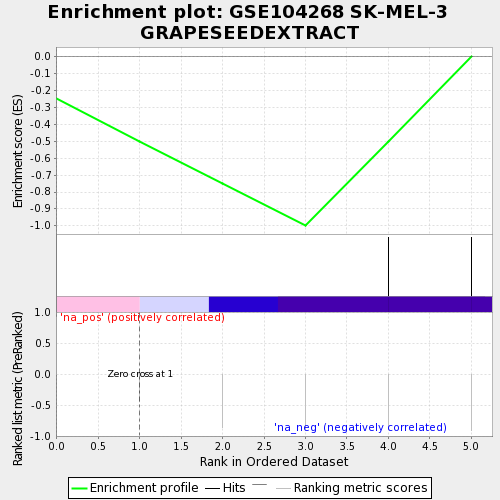 Enrichment plot: GSE104268 SK-MEL-3
GRAPESEEDEXTRACT
Enrichment score (ES)
0.0
-0.1
-0.2
-0.3
-0.4
-0.5
-0.6
-0.7
-0.8
-0.9
-1.0
Ranked list metric (PreRanked)
1.0
0.5
0.0
-0.5
-1.0
'na_pos' (positively correlated)
Zero cross at 1
'na_neg' (negatively correlated)
0.0 0.5 1.0 1.5 2.0 2.5 3.0 3.5 4.0 4.5 5.0
Rank in Ordered Dataset
Enrichment profile Hits Ranking metric scores